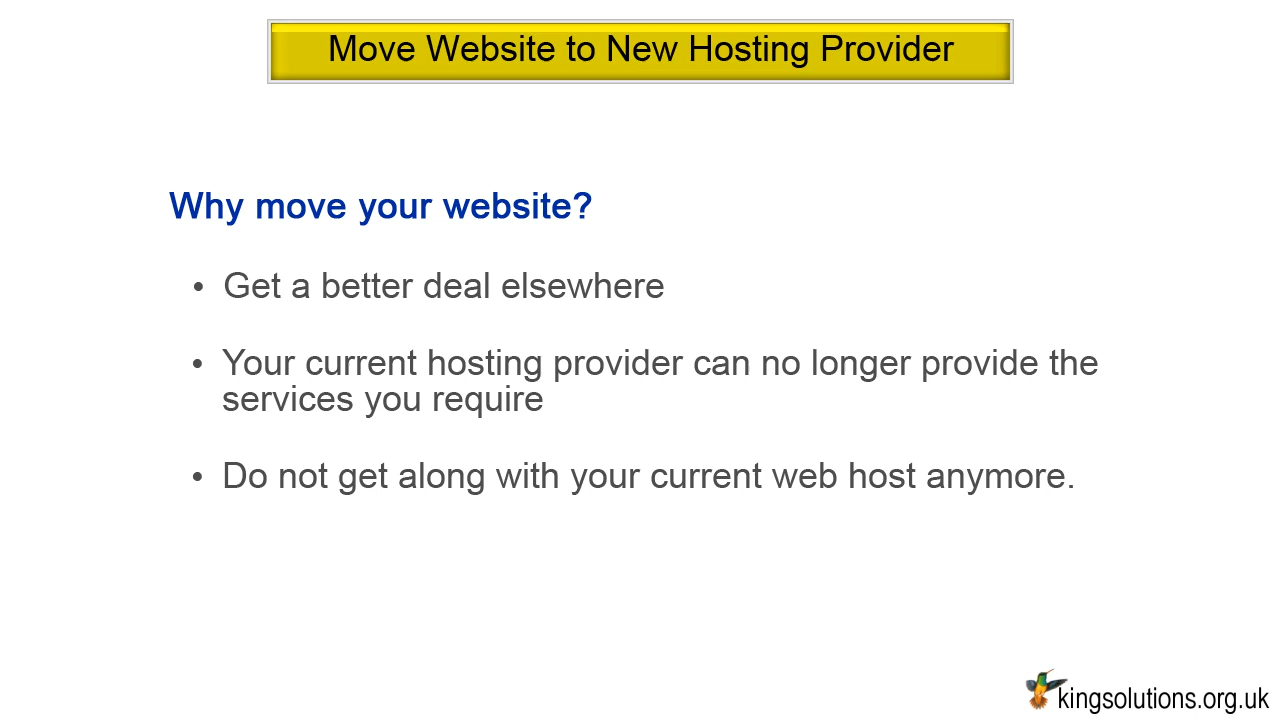 Move Website to New Hosting Provider
Why move your website?
• Get a better deal elsewhere
• Your current hosting provider can no longer provide the
services you require
• Do not get along with your current web host anymore.
kingsolutions.org.uk